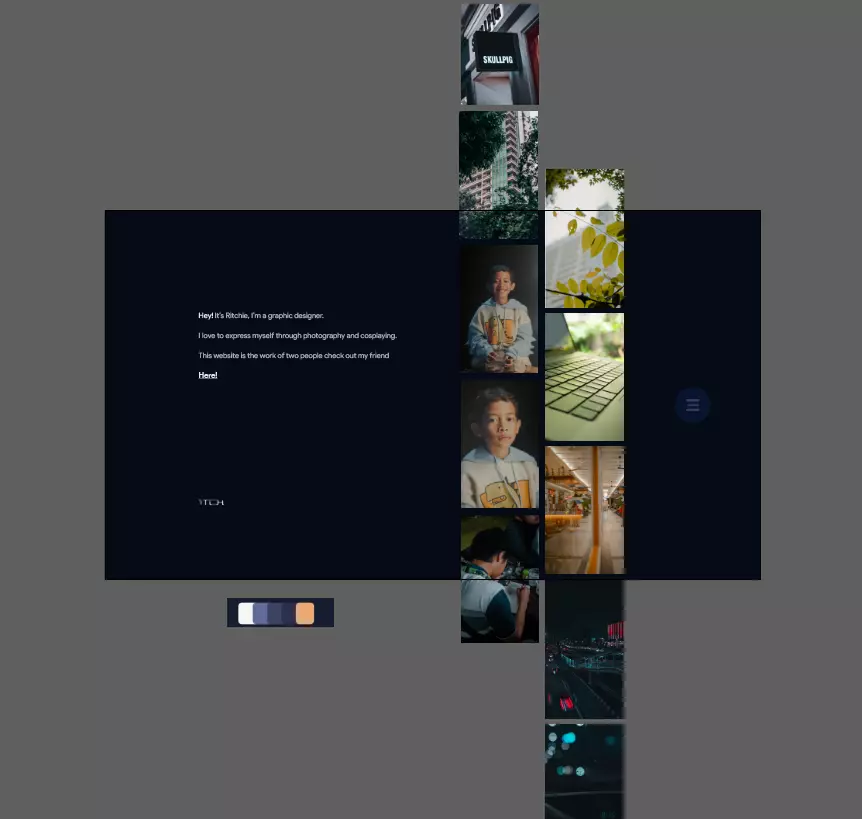 SKULLPIG
Hey! It's Ritchie, I'm a graphic designer.
I love to express myself through photography and cosplaying.
This website is the work of two people check out my friend
Here!